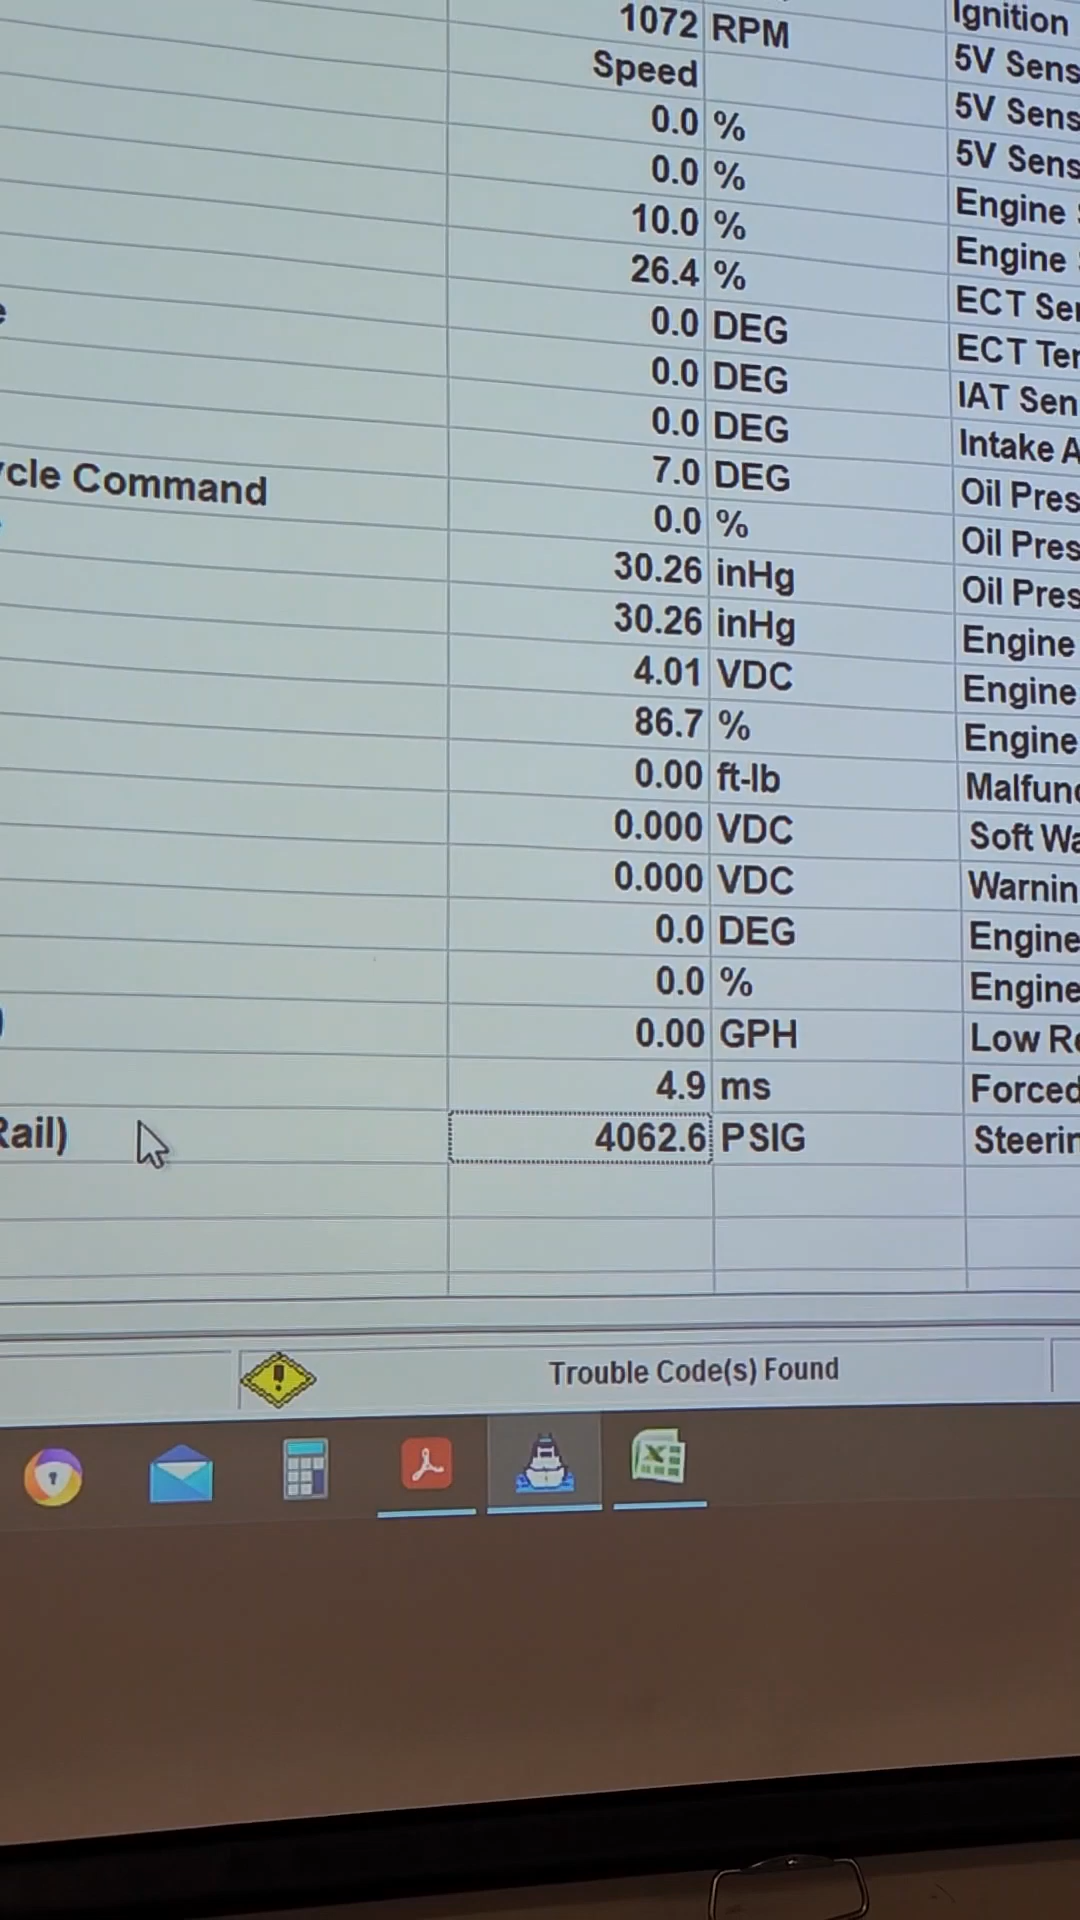 1072 RPM Ignition
Speed 5V Sens
0.0 % 5V Sens
0.0 % 5V Sens
10.0 % Engine
26.4 % Engine
0.0 DEG ECT Sen
0.0 DEG ECT Ter
0.0 DEG IAT Sen
7.0 DEG Intake A
ycle Command 0.0 % Oil Pres
30.26 inHg Oil Pres
30.26 inHg Oil Pres
4.01 VDC Engine
86.7 % Engine
0.00 ft-lb Engine
0.000 VDC Malfunc
0.000 VDC Soft Wa
0.0 DEG Warnin
0.0 % Engine
0.00 GPH Engine
4.9 ms Low Re
Rail) 4062.6 PSIG Forced
Steerin
Trouble Code(s) Found